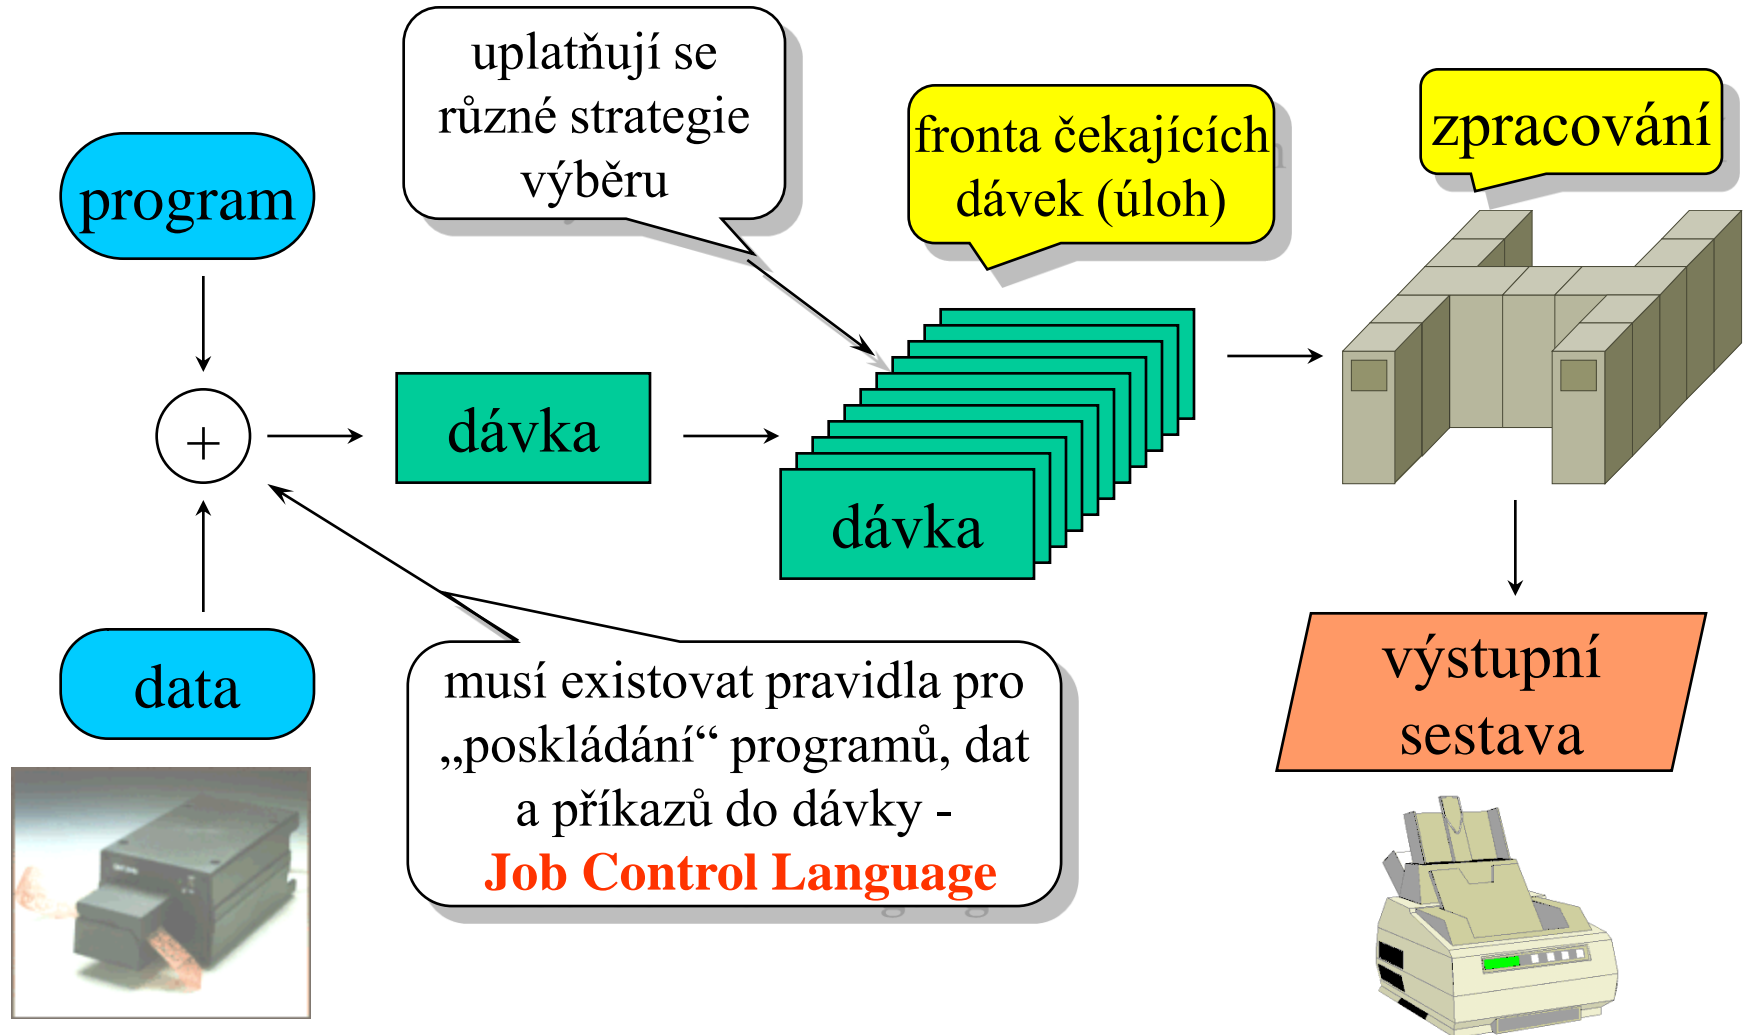 uplatňují se
různé strategie
výběru
fronta čekajících
dávek (úloh)
zpracování
program
+
dávka
dávka
data
musí existovat pravidla pro
„poskládání“ programů, dat
a příkazů do dávky -
Job Control Language
výstupní
sestava